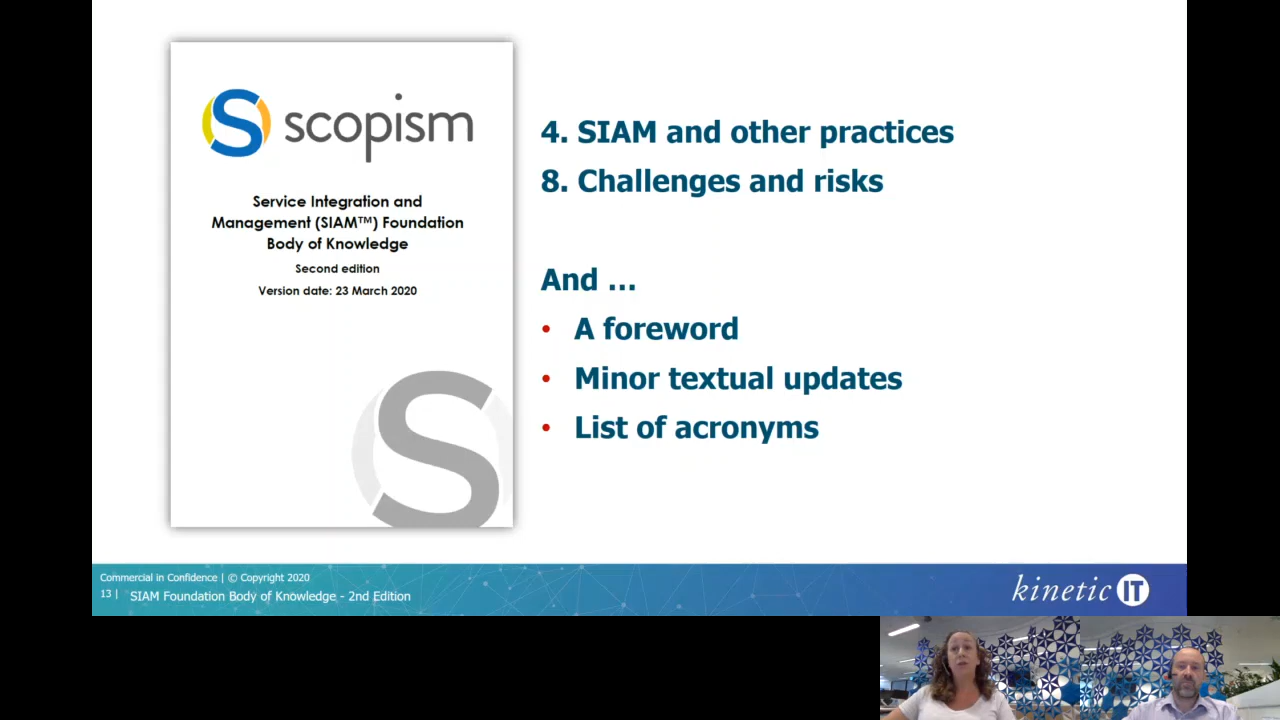 scopism
Service Integration and
Management (SIAM™) Foundation
Body of Knowledge
Second edition
Version date: 23 March 2020
4. SIAM and other practices
8. Challenges and risks
And ...
• A foreword
• Minor textual updates
• List of acronyms
Commercial in Confidence | © Copyright 2020
13 | SIAM Foundation Body of Knowledge - 2nd Edition
kinetic IT